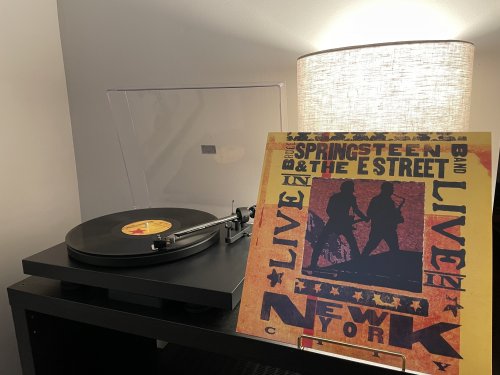 BRUCE SPRINGSTEEN
& THE E STREET BAND
LIVE IN
LIVE IN
NEW YORK
CITY